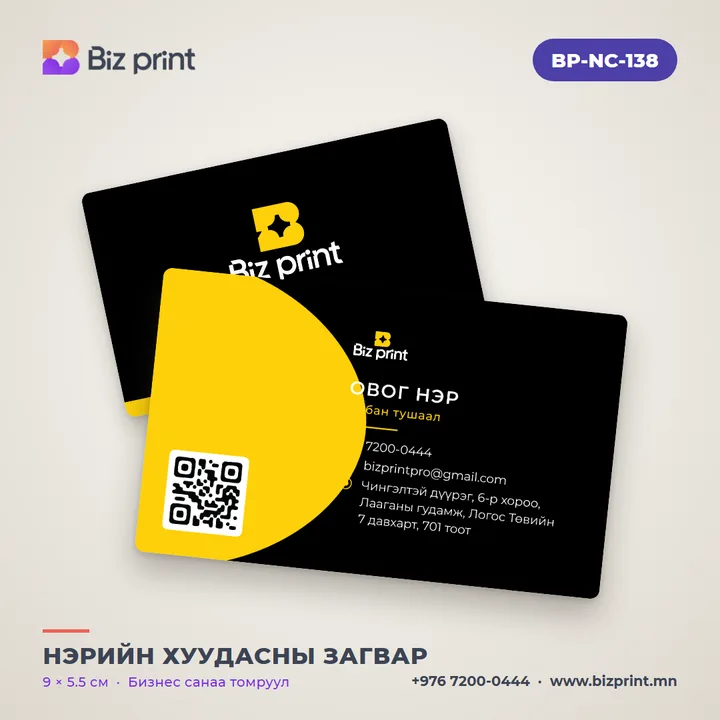 Biz print
BP-NC-138
Biz print
Biz print
ОВОГ НЭР
бан тушаал
7200-0444
bizprintpro@gmail.com
Чингэлтэй дүүрэг, 6-р хороо,
Лааганы гудамж, Логос Төвийн
7 давхарт, 701 тоот
НЭРИЙН ХУУДАСНЫ ЗАГВАР
9 × 5.5 см · Бизнес санаа томруул
+976 7200-0444 · www.bizprint.mn